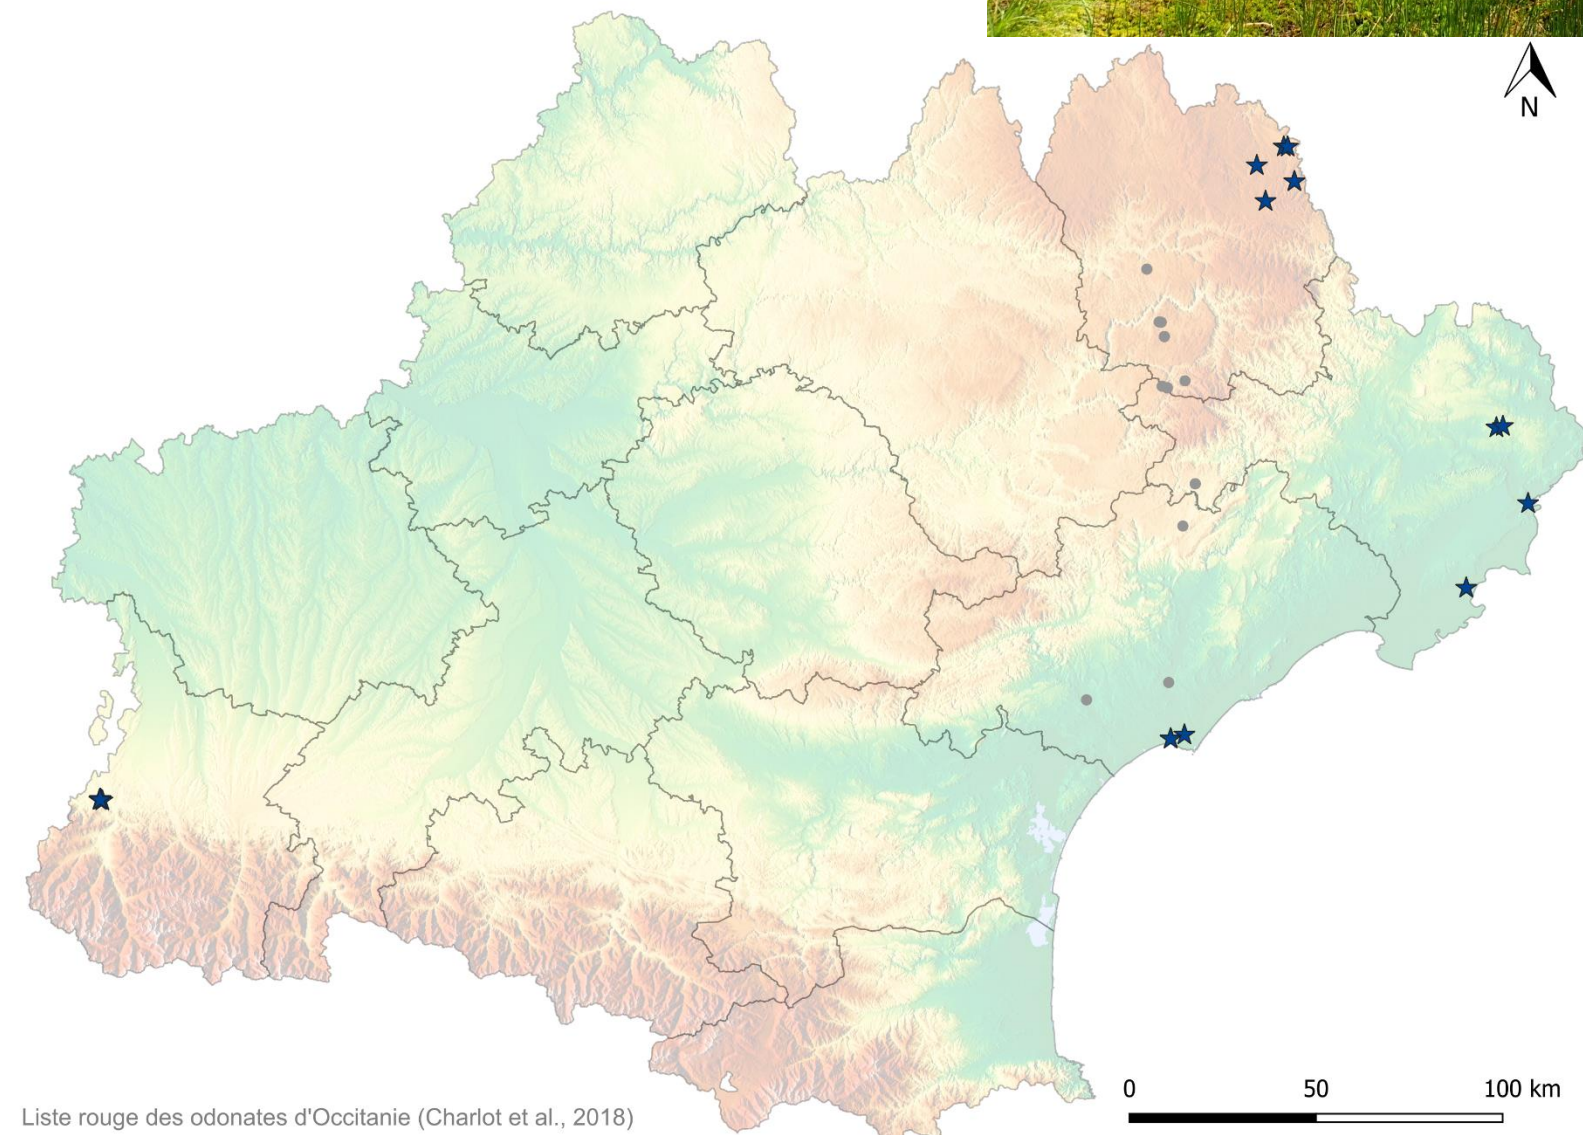 N
0 50 100 km
Liste rouge des odonates d'Occitanie (Charlot et al., 2018)